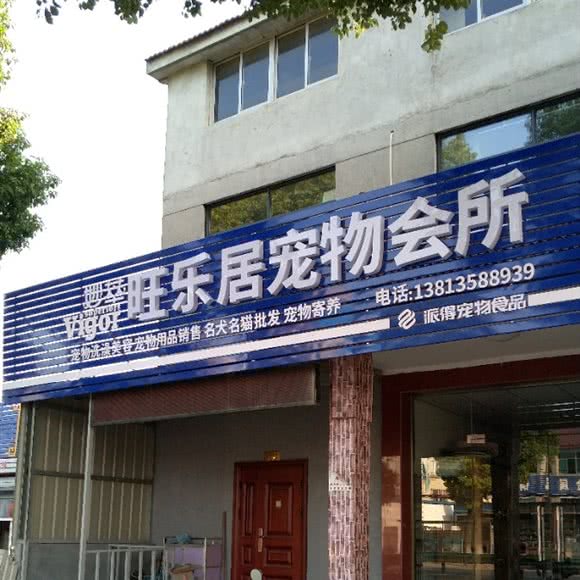 Vigor
旺乐居宠物会所
电话:13813588939
宠物洗澡美容 宠物用品销售 名犬名猫批发 宠物寄养
派得宠物食品